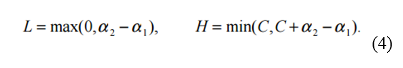 L = max(0, α₂ − α₁), H = min(C, C + α₂ − α₁). (4)